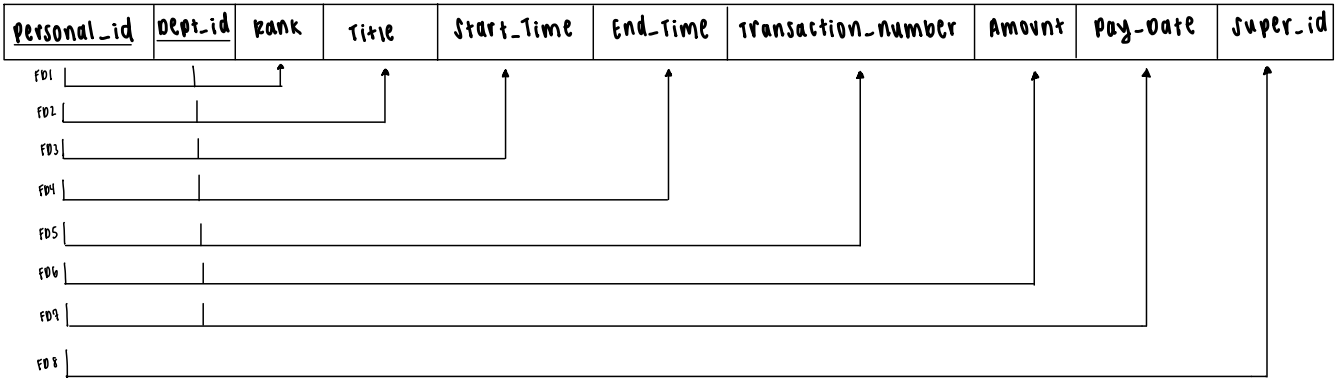 Personal_id Dept_id Rank Title Start_Time End_Time Transaction_number Amount Pay_Date Super_id
FD1
FD2
FD3
FD4
FD5
FD6
FD7
FD8